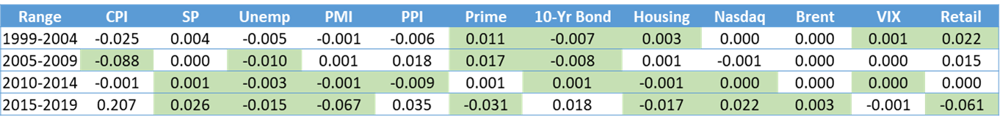 Range CPI SP Unemp PMI PPI Prime 10-Yr Bond Housing Nasdaq Brent VIX Retail
1999-2004 -0.025 0.004 -0.005 -0.001 -0.006 0.011 -0.007 0.003 0.000 0.000 0.001 0.022
2005-2009 -0.088 0.000 -0.010 0.001 0.018 0.017 -0.008 0.001 -0.001 0.000 0.000 0.015
2010-2014 -0.001 0.001 -0.003 -0.001 -0.009 0.001 0.001 -0.001 0.000 0.000 0.000 0.000
2015-2019 0.207 0.026 -0.015 -0.067 0.035 -0.031 0.018 -0.017 0.022 0.003 -0.001 -0.061